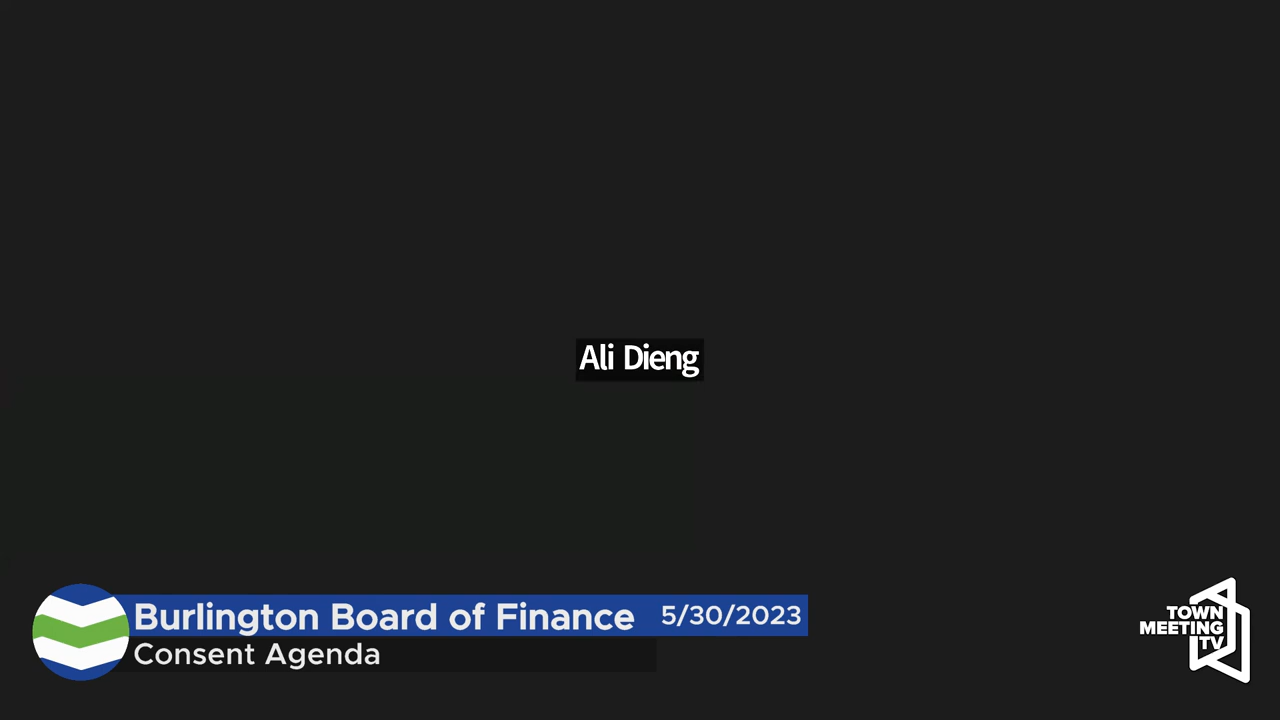 Ali Dieng
Burlington Board of Finance 5/30/2023
Consent Agenda
TOWN
MEETING
TV